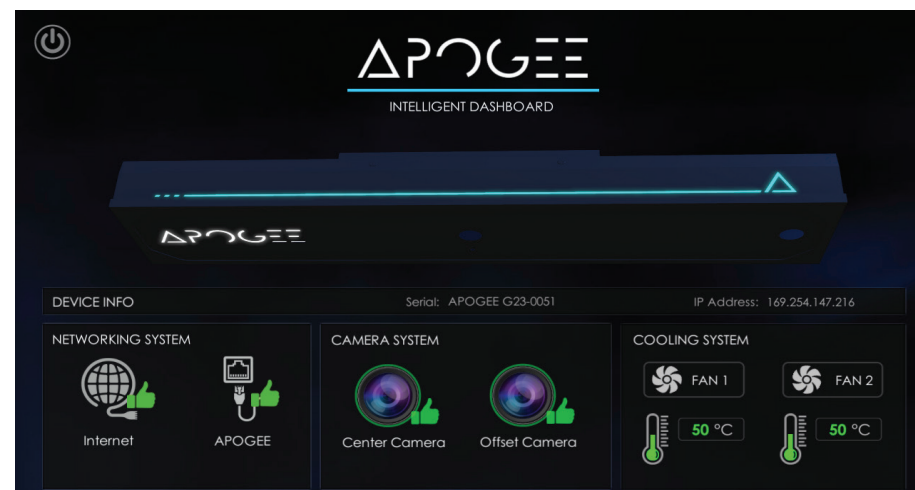 APOGEE
INTELLIGENT DASHBOARD
APOGEE
DEVICE INFO Serial: APOGEE G23-0051 IP Address: 169.254.147.216
NETWORKING SYSTEM
Internet APOGEE
CAMERA SYSTEM
Center Camera Offset Camera
COOLING SYSTEM
FAN 1 FAN 2
50 °C 50 °C